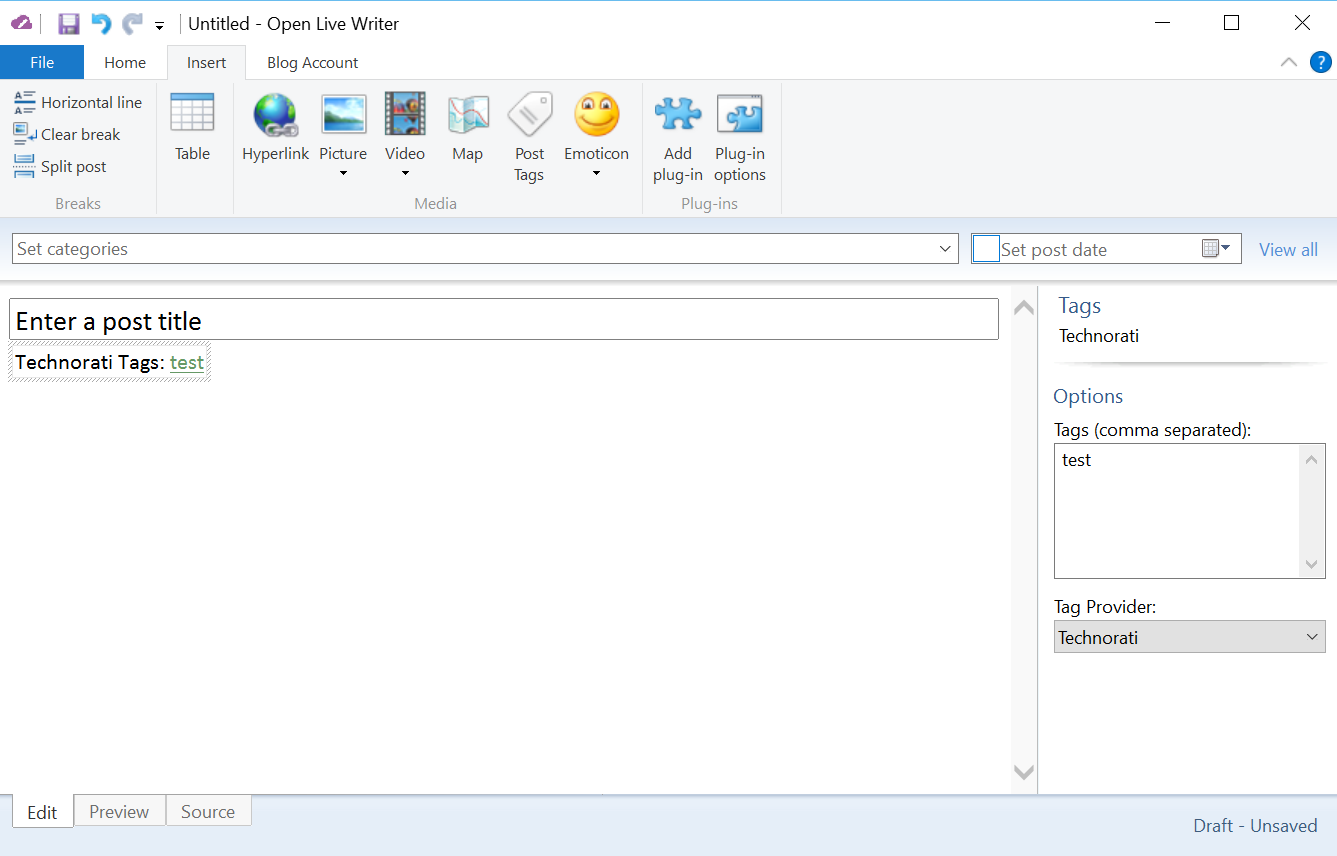 Untitled - Open Live Writer
File Home Insert Blog Account ?
Horizontal line
Clear break
Split post
Breaks
Table
Hyperlink Picture Video Map Post Tags Emoticon
Media
Add plug-in Plug-in options
Plug-ins
Set categories
Set post date
View all
Enter a post title
Technorati Tags: test
Tags
Technorati
Options
Tags (comma separated):
test
Tag Provider:
Technorati
Edit Preview Source
Draft - Unsaved